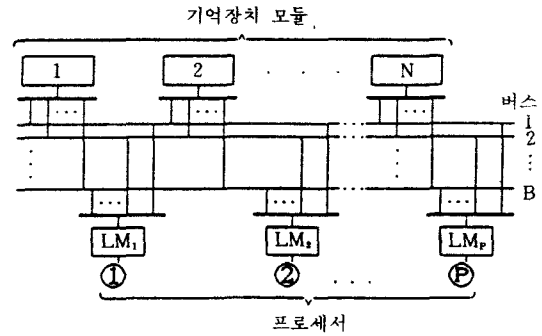 기억장치 모듈
1 2 . . . N
... ... ...
버스
1
2
⋮
B
... ... ...
LM₁ LM₂ LMₚ
① ② . . . Ⓟ
프로세서